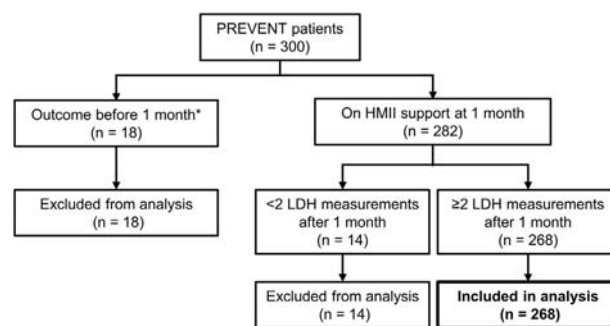 PREVENT patients
(n = 300)
Outcome before 1 month*
(n = 18)
On HMII support at 1 month
(n = 282)
Excluded from analysis
(n = 18)
<2 LDH measurements
after 1 month
(n = 14)
≥2 LDH measurements
after 1 month
(n = 268)
Excluded from analysis
(n = 14)
Included in analysis
(n = 268)